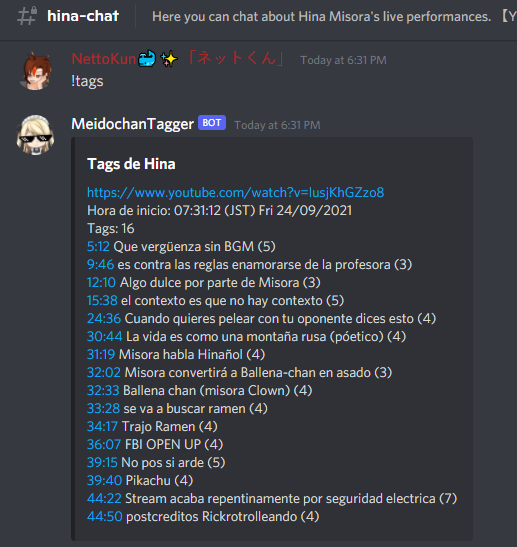 hina-chat
Here you can chat about Hina Misora's live performances. 【Y
NettoKun🐳✨「ネットくん」 Today at 6:31 PM
!tags
MeidochanTagger BOT Today at 6:31 PM
Tags de Hina
https://www.youtube.com/watch?v=lusjKhGZzo8
Hora de inicio: 07:31:12 (JST) Fri 24/09/2021
Tags: 16
5:12 Que vergüenza sin BGM (5)
9:46 es contra las reglas enamorarse de la profesora (3)
12:10 Algo dulce por parte de Misora (3)
15:38 el contexto es que no hay contexto (5)
24:36 Cuando quieres pelear con tu oponente dices esto (4)
30:44 La vida es como una montaña rusa (póetico) (4)
31:19 Misora habla Hinañol (4)
32:02 Misora convertirá a Ballena-chan en asado (3)
32:33 Ballena chan (misora Clown) (4)
33:28 se va a buscar ramen (4)
34:17 Trajo Ramen (4)
36:07 FBI OPEN UP (4)
39:15 No pos si arde (5)
39:40 Pikachu (4)
44:22 Stream acaba repentinamente por seguridad electrica (7)
44:50 postcreditos Rickrotrolleando (4)